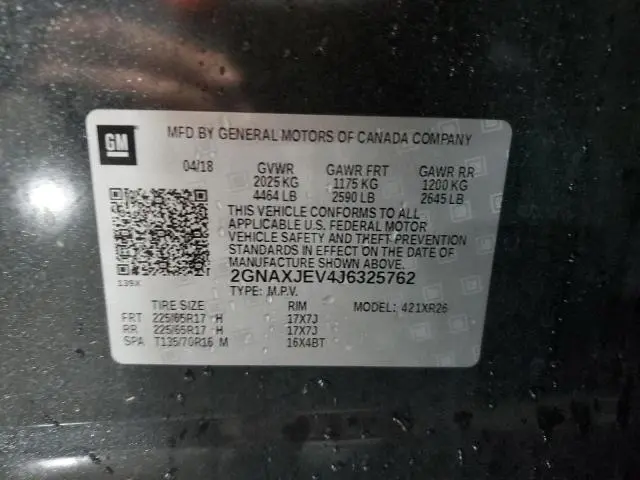 GM
MFD BY GENERAL MOTORS OF CANADA COMPANY
04/18 GVWR GAWR FRT GAWR RR
2025 KG 1175 KG 1200 KG
4464 LB 2590 LB 2645 LB
THIS VEHICLE CONFORMS TO ALL
APPLICABLE U.S. FEDERAL MOTOR
VEHICLE SAFETY AND THEFT PREVENTION
STANDARDS IN EFFECT ON THE DATE OF
MANUFACTURE SHOWN ABOVE.
139X 2GNAXJEV4J6325762
TYPE: M.P.V.
TIRE SIZE RIM MODEL: 421XR26
FRT 225/65R17 H 17X7J
RR 225/65R17 H 17X7J
SPA T135/70R16 M 16X4BT